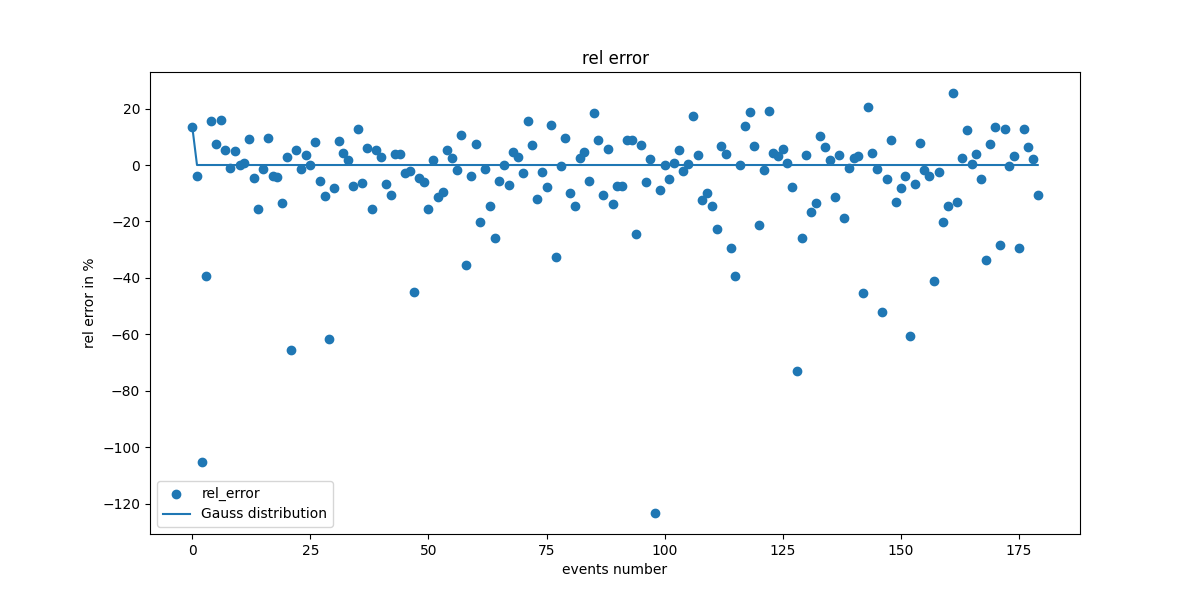 rel error
20
0
−20
−40
−60
−80
−100
−120
rel error in %
rel_error
Gauss distribution
0 25 50 75 100 125 150 175
events number